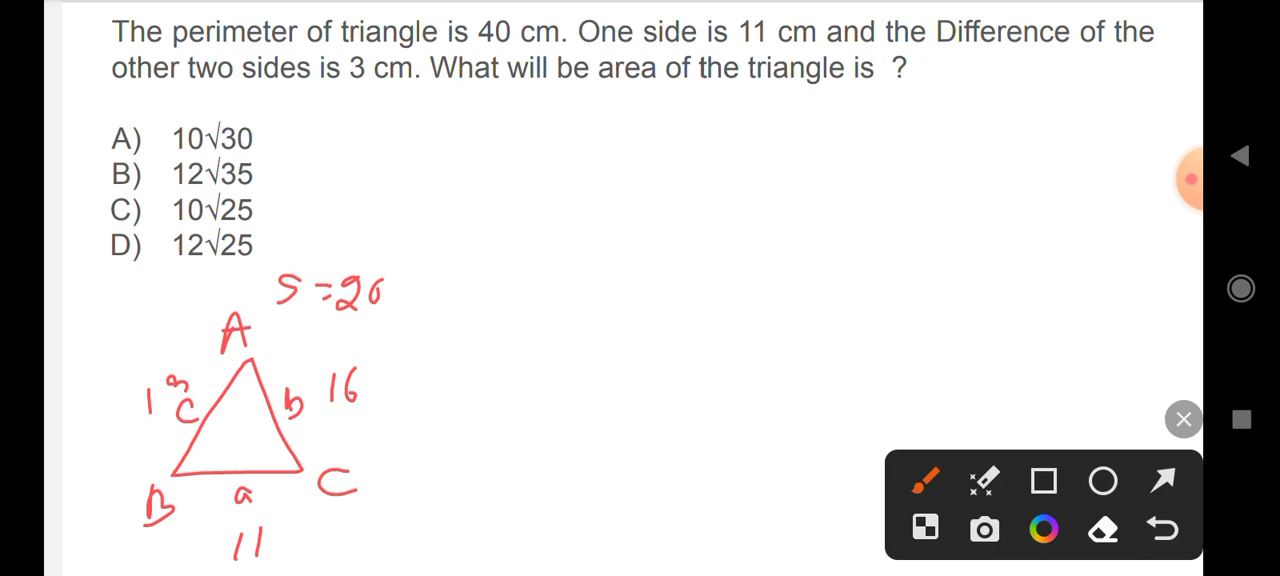 The perimeter of triangle is 40 cm. One side is 11 cm and the Difference of the
other two sides is 3 cm. What will be area of the triangle is ?
A) 10√30
B) 12√35
C) 10√25
D) 12√25
S = 20
A
13 c b 16
B a C
11